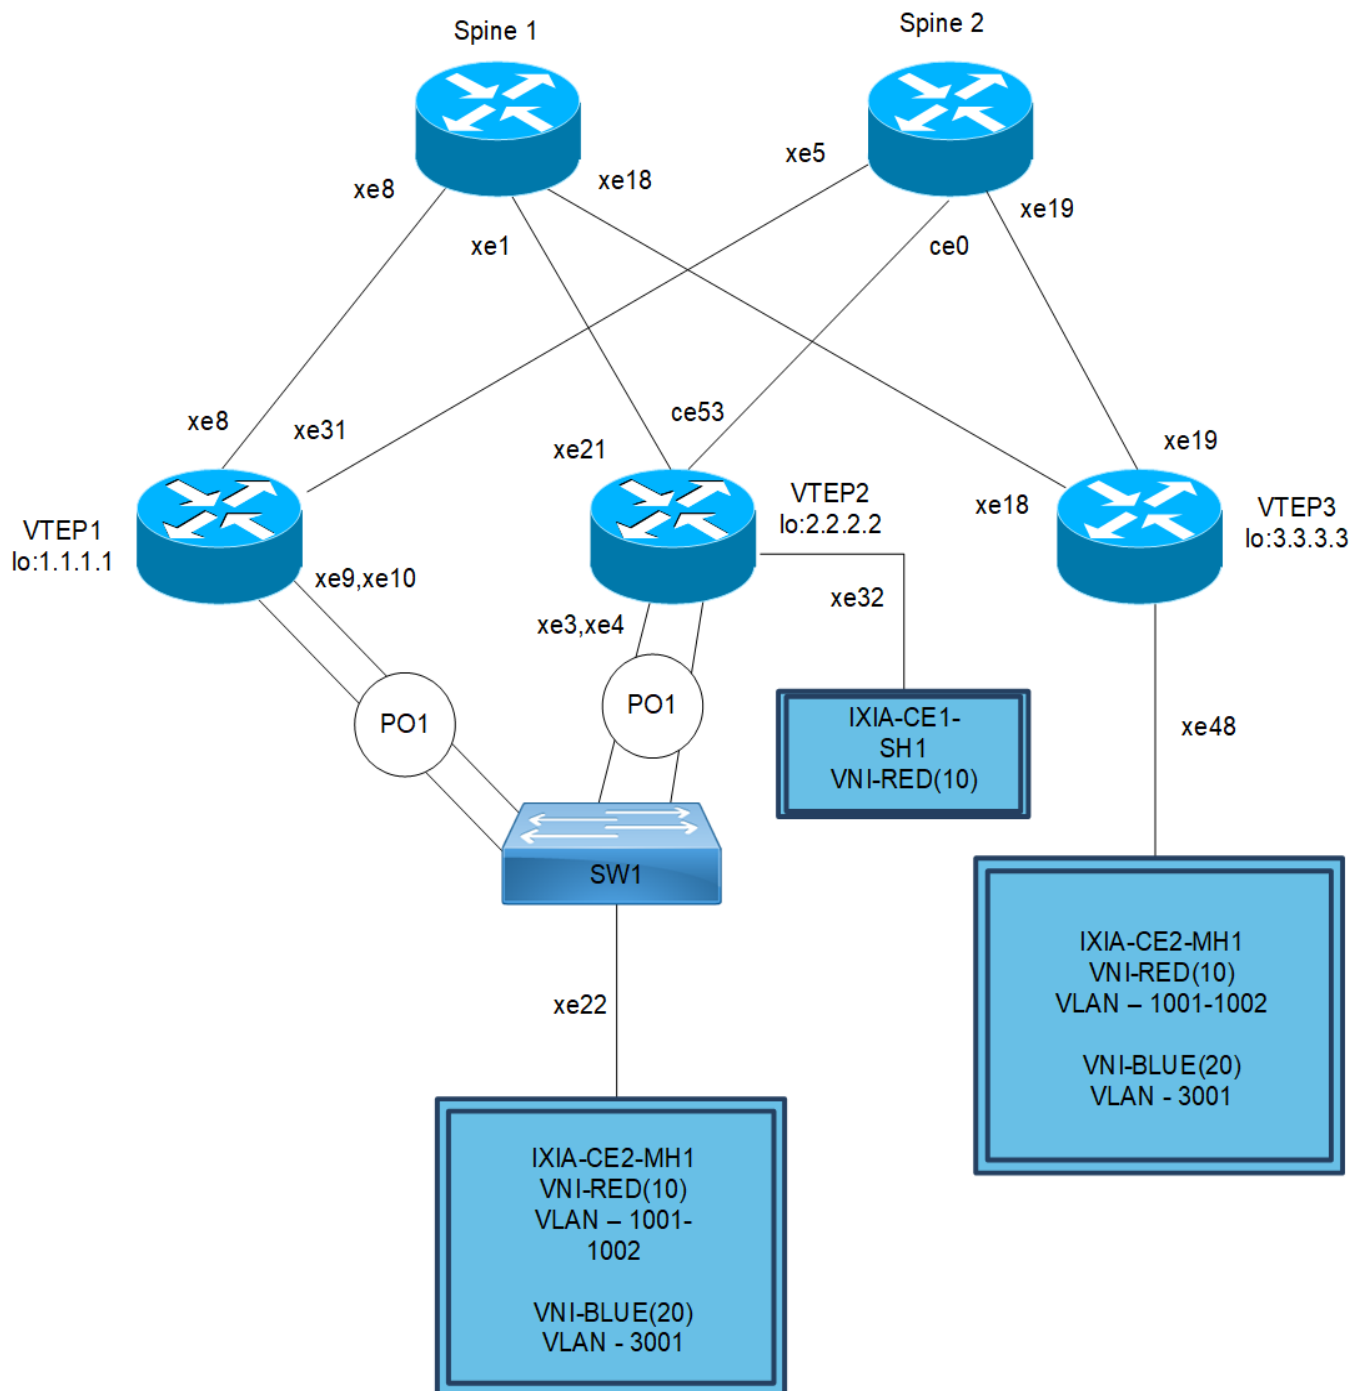 Spine 1
Spine 2
xe5
xe8
xe18
xe19
xe1
ce0
xe8
xe31
ce53
xe21
xe19
VTEP1
lo:1.1.1.1
VTEP2
lo:2.2.2.2
xe18
VTEP3
lo:3.3.3.3
xe9,xe10
xe3,xe4
xe32
PO1
PO1
IXIA-CE1-
SH1
VNI-RED(10)
xe48
SW1
xe22
IXIA-CE2-MH1
VNI-RED(10)
VLAN – 1001-1002
VNI-BLUE(20)
VLAN - 3001
IXIA-CE2-MH1
VNI-RED(10)
VLAN – 1001-
1002
VNI-BLUE(20)
VLAN - 3001